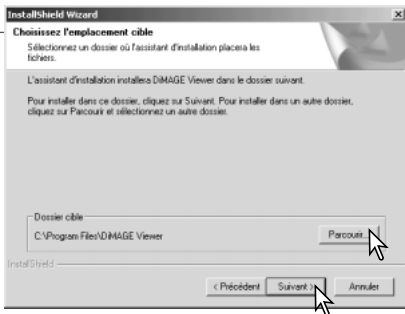 InstallShield Wizard
Choisissez l'emplacement cible
Sélectionnez un dossier où l'assistant d'installation placera les
fichiers.
L'assistant d'installation installera DiMAGE Viewer dans le dossier suivant.
Pour installer dans ce dossier, cliquez sur Suivant. Pour installer dans un autre dossier,
cliquez sur Parcourir et sélectionnez un autre dossier.
Dossier cible
C:\Program Files\DiMAGE Viewer
Parcourir...
InstallShield
< Précédent
Suivant >
Annuler